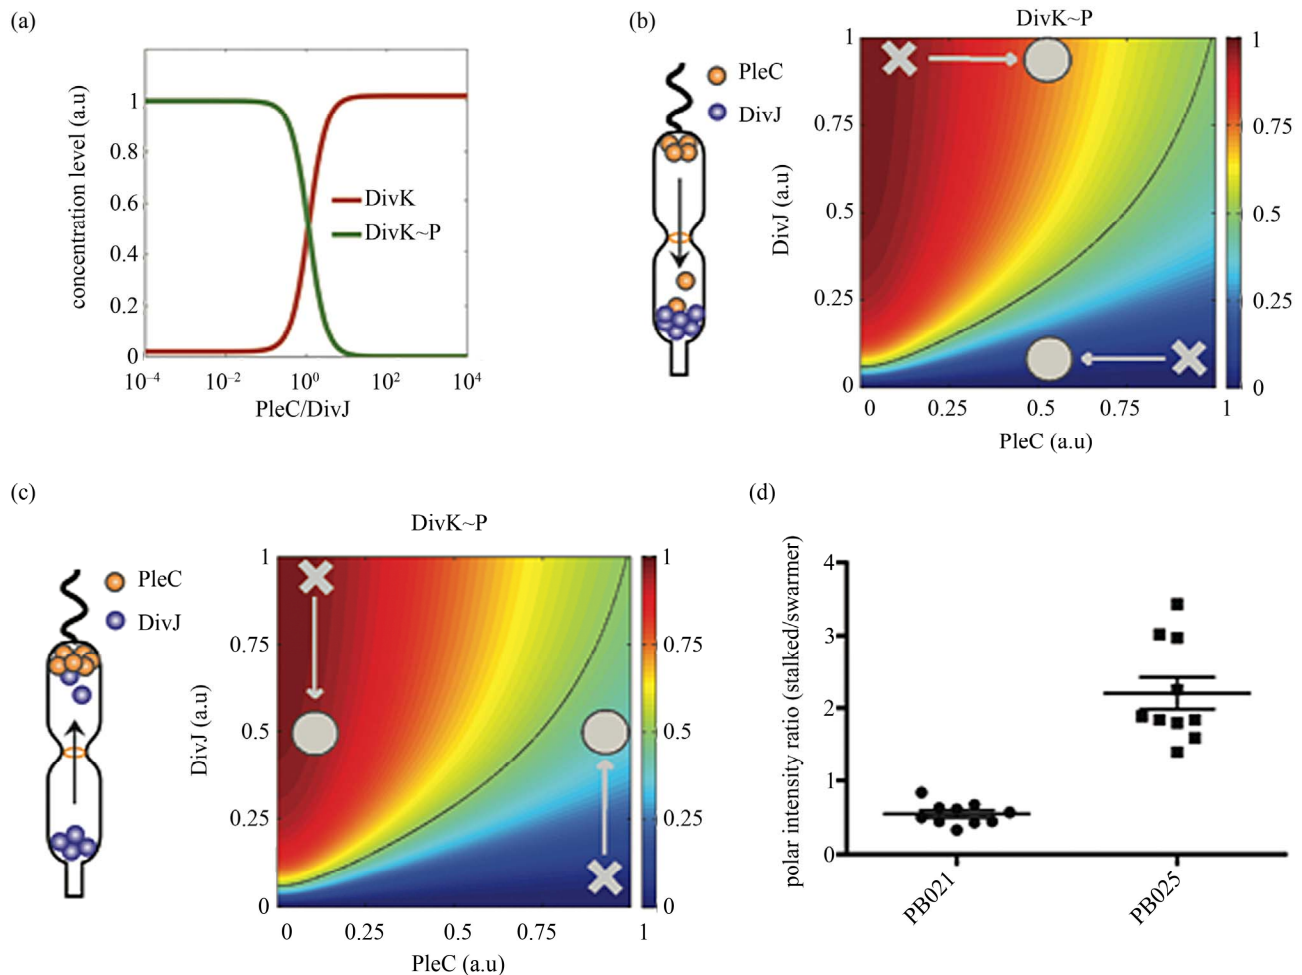 (a)
concentration level (a.u)
1
0.8
0.6
0.4
0.2
0
DivK
DivK~P
10⁻⁴ 10⁻² 10⁰ 10² 10⁴
PleC/DivJ
(b)
PleC
DivJ
DivK~P
DivJ (a.u)
1
0.75
0.5
0.25
0
0 0.25 0.5 0.75 1
PleC (a.u)
1
0.75
0.5
0.25
0
(c)
PleC
DivJ
DivK~P
DivJ (a.u)
1
0.75
0.5
0.25
0
0 0.25 0.5 0.75 1
PleC (a.u)
1
0.75
0.5
0.25
0
(d)
polar intensity ratio (stalked/swarmer)
4
3
2
1
0
PB021
PB025